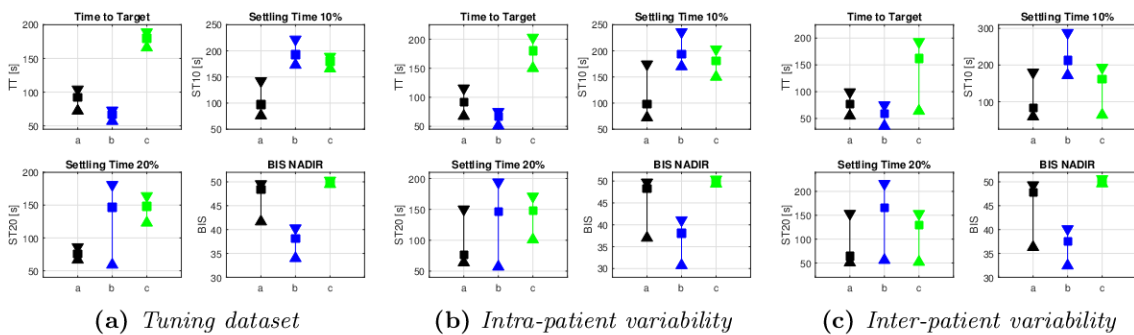 Time to Target
TT [s]
200
150
100
50
a b c
Settling Time 10%
ST10 [s]
250
200
150
100
50
a b c
Settling Time 20%
ST20 [s]
200
150
100
50
a b c
BIS NADIR
BIS
50
45
40
35
30
a b c
(a) Tuning dataset
Time to Target
TT [s]
200
150
100
50
a b c
Settling Time 10%
ST10 [s]
250
200
150
100
50
a b c
Settling Time 20%
ST20 [s]
200
150
100
50
a b c
BIS NADIR
BIS
50
45
40
35
30
a b c
(b) Intra-patient variability
Time to Target
TT [s]
200
150
100
50
a b c
Settling Time 10%
ST10 [s]
300
200
100
a b c
Settling Time 20%
ST20 [s]
200
150
100
50
a b c
BIS NADIR
BIS
50
45
40
35
30
a b c
(c) Inter-patient variability